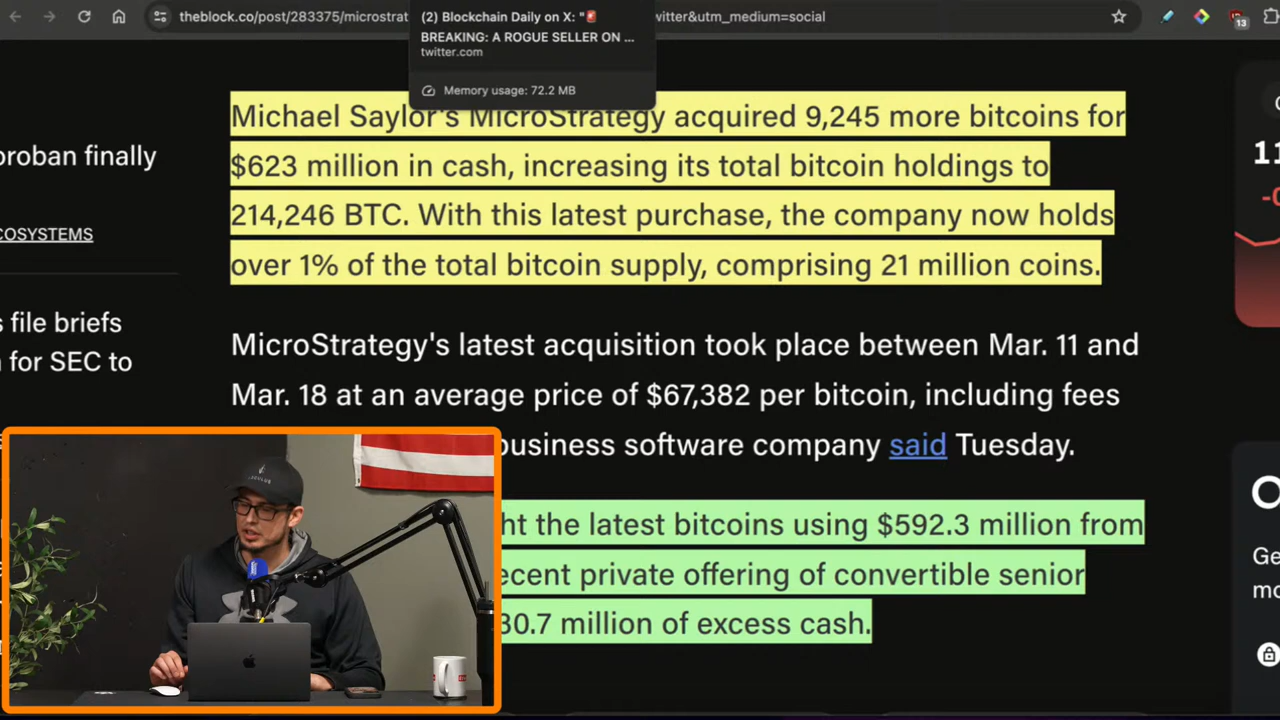 theblock.co/post/283375/microstrat
witter&utm_medium=social
13
(2) Blockchain Daily on X: "🚨
BREAKING: A ROGUE SELLER ON ...
twitter.com
Memory usage: 72.2 MB
Michael Saylor's MicroStrategy acquired 9,245 more bitcoins for
$623 million in cash, increasing its total bitcoin holdings to
214,246 BTC. With this latest purchase, the company now holds
over 1% of the total bitcoin supply, comprising 21 million coins.
MicroStrategy's latest acquisition took place between Mar. 11 and
Mar. 18 at an average price of $67,382 per bitcoin, including fees
business software company said Tuesday.
ht the latest bitcoins using $592.3 million from
ecent private offering of convertible senior
30.7 million of excess cash.
oroban finally
COSYSTEMS
s file briefs
n for SEC to
11
Ge
mo